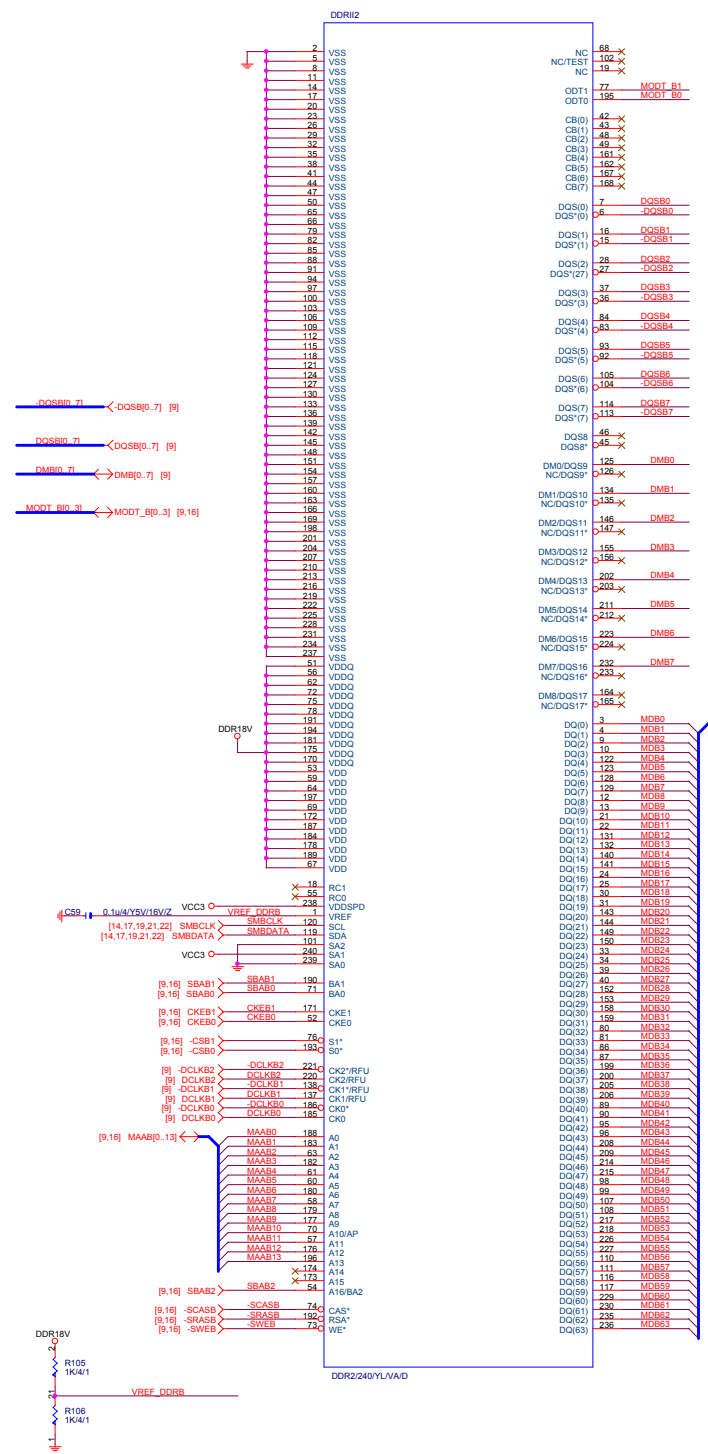 DDRII2
2 VSS
5 VSS
8 VSS
11 VSS
14 VSS
17 VSS
20 VSS
23 VSS
26 VSS
29 VSS
32 VSS
35 VSS
38 VSS
41 VSS
44 VSS
47 VSS
50 VSS
65 VSS
66 VSS
79 VSS
82 VSS
85 VSS
88 VSS
91 VSS
94 VSS
97 VSS
100 VSS
103 VSS
106 VSS
109 VSS
112 VSS
115 VSS
118 VSS
121 VSS
124 VSS
127 VSS
130 VSS
133 VSS
136 VSS
139 VSS
142 VSS
145 VSS
148 VSS
151 VSS
154 VSS
157 VSS
160 VSS
163 VSS
166 VSS
169 VSS
198 VSS
201 VSS
204 VSS
207 VSS
210 VSS
213 VSS
216 VSS
219 VSS
222 VSS
225 VSS
228 VSS
231 VSS
234 VSS
237 VSS
51 VDDQ
56 VDDQ
62 VDDQ
72 VDDQ
75 VDDQ
78 VDDQ
191 VDDQ
194 VDDQ
181 VDDQ
175 VDDQ
170 VDDQ
53 VDD
59 VDD
64 VDD
197 VDD
69 VDD
172 VDD
187 VDD
184 VDD
178 VDD
189 VDD
67 VDD
DDR18V
-DQSB[0..7] -DQSB[0..7] [9]
DQSB[0..7] DQSB[0..7] [9]
DMB[0..7] DMB[0..7] [9]
MODT_B[0..3] MODT_B[0..3] [9,16]
18 RC1
55 RC0
VCC3 238 VDDSPD
C59 0.1u/4/Y5V/16V/Z VREF_DDRB 1 VREF
[14,17,19,21,22] SMBCLK SMBCLK 120 SCL
[14,17,19,21,22] SMBDATA SMBDATA 119 SDA
101 SA2
VCC3 240 SA1
239 SA0
[9,16] SBAB1 SBAB1 190 BA1
[9,16] SBAB0 SBAB0 71 BA0
[9,16] CKEB1 CKEB1 171 CKE1
[9,16] CKEB0 CKEB0 52 CKE0
[9,16] -CSB1 76 S1*
[9,16] -CSB0 193 S0*
[9] -DCLKB2 -DCLKB2 221 CK2*/RFU
[9] DCLKB2 DCLKB2 220 CK2/RFU
[9] -DCLKB1 -DCLKB1 138 CK1*/RFU
[9] DCLKB1 DCLKB1 137 CK1/RFU
[9] -DCLKB0 -DCLKB0 186 CK0*
[9] DCLKB0 DCLKB0 185 CK0
[9,16] MAAB[0..13]
MAAB0 188 A0
MAAB1 183 A1
MAAB2 63 A2
MAAB3 182 A3
MAAB4 61 A4
MAAB5 60 A5
MAAB6 180 A6
MAAB7 58 A7
MAAB8 179 A8
MAAB9 177 A9
MAAB10 70 A10/AP
MAAB11 57 A11
MAAB12 176 A12
MAAB13 196 A13
174 A14
173 A15
[9,16] SBAB2 SBAB2 54 A16/BA2
[9,16] -SCASB -SCASB 74 CAS*
[9,16] -SRASB -SRASB 192 RSA*
[9,16] -SWEB -SWEB 73 WE*
NC 68
NC/TEST 102
NC 19
ODT1 77 MODT_B1
ODT0 195 MODT_B0
CB(0) 42
CB(1) 43
CB(2) 48
CB(3) 49
CB(4) 161
CB(5) 162
CB(6) 167
CB(7) 168
DQS(0) 7 DQSB0
DQS*(0) 6 -DQSB0
DQS(1) 16 DQSB1
DQS*(1) 15 -DQSB1
DQS(2) 28 DQSB2
DQS*(27) 27 -DQSB2
DQS(3) 37 DQSB3
DQS*(3) 36 -DQSB3
DQS(4) 84 DQSB4
DQS*(4) 83 -DQSB4
DQS(5) 93 DQSB5
DQS*(5) 92 -DQSB5
DQS(6) 105 DQSB6
DQS*(6) 104 -DQSB6
DQS(7) 114 DQSB7
DQS*(7) 113 -DQSB7
DQS8 46
DQS8* 45
DM0/DQS9 125 DMB0
NC/DQS9* 126
DM1/DQS10 134 DMB1
NC/DQS10* 135
DM2/DQS11 146 DMB2
NC/DQS11* 147
DM3/DQS12 155 DMB3
NC/DQS12* 156
DM4/DQS13 202 DMB4
NC/DQS13* 203
DM5/DQS14 211 DMB5
NC/DQS14* 212
DM6/DQS15 223 DMB6
NC/DQS15* 224
DM7/DQS16 232 DMB7
NC/DQS16* 233
DM8/DQS17 164
NC/DQS17* 165
DQ(0) 3 MDB0
DQ(1) 4 MDB1
DQ(2) 9 MDB2
DQ(3) 10 MDB3
DQ(4) 122 MDB4
DQ(5) 123 MDB5
DQ(6) 128 MDB6
DQ(7) 129 MDB7
DQ(8) 12 MDB8
DQ(9) 13 MDB9
DQ(10) 21 MDB10
DQ(11) 22 MDB11
DQ(12) 131 MDB12
DQ(13) 132 MDB13
DQ(14) 140 MDB14
DQ(15) 141 MDB15
DQ(16) 24 MDB16
DQ(17) 25 MDB17
DQ(18) 30 MDB18
DQ(19) 31 MDB19
DQ(20) 143 MDB20
DQ(21) 144 MDB21
DQ(22) 149 MDB22
DQ(23) 150 MDB23
DQ(24) 33 MDB24
DQ(25) 34 MDB25
DQ(26) 39 MDB26
DQ(27) 40 MDB27
DQ(28) 152 MDB28
DQ(29) 153 MDB29
DQ(30) 158 MDB30
DQ(31) 159 MDB31
DQ(32) 80 MDB32
DQ(33) 81 MDB33
DQ(34) 86 MDB34
DQ(35) 87 MDB35
DQ(36) 199 MDB36
DQ(37) 200 MDB37
DQ(38) 205 MDB38
DQ(39) 206 MDB39
DQ(40) 89 MDB40
DQ(41) 90 MDB41
DQ(42) 95 MDB42
DQ(43) 96 MDB43
DQ(44) 208 MDB44
DQ(45) 209 MDB45
DQ(46) 214 MDB46
DQ(47) 215 MDB47
DQ(48) 98 MDB48
DQ(49) 99 MDB49
DQ(50) 107 MDB50
DQ(51) 108 MDB51
DQ(52) 217 MDB52
DQ(53) 218 MDB53
DQ(54) 226 MDB54
DQ(55) 227 MDB55
DQ(56) 110 MDB56
DQ(57) 111 MDB57
DQ(58) 116 MDB58
DQ(59) 117 MDB59
DQ(60) 229 MDB60
DQ(61) 230 MDB61
DQ(62) 235 MDB62
DQ(63) 236 MDB63
DDR2/240/YL/VA/D
DDR18V
2
R105
1K/4/1
21 VREF_DDRB
R106
1K/4/1
1